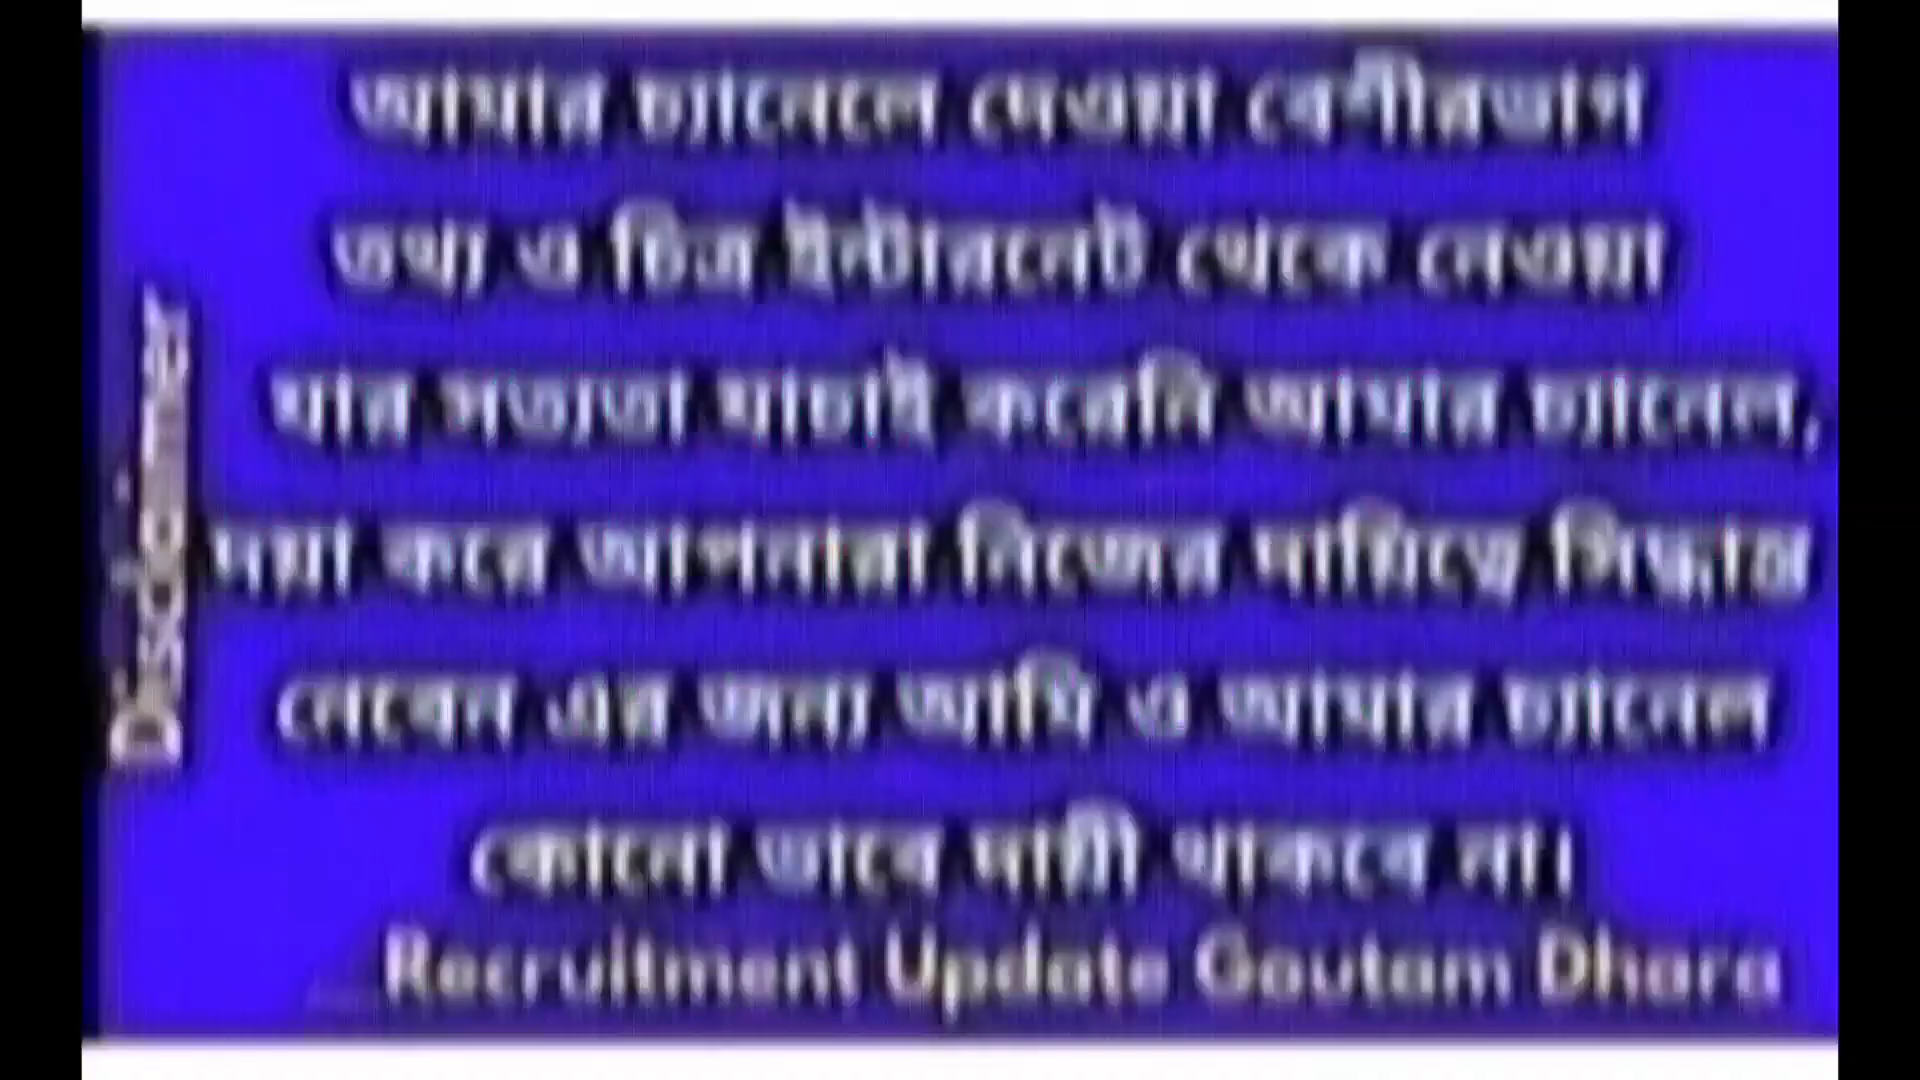 Disclaimer
আমার চ্যানেলে দেওয়া বেশীরভাগ
তথ্য ও চিত্র ইন্টারনেট থেকে নেওয়া
যার সত্যতা যাচাই করেনি আমার চ্যানেল,
দয়া করে আপনারা নিজের দায়িত্বে সিদ্ধান্ত
নেবেন এর জন্য আমি ও আমার চ্যানেল
কোনো ভাবে দায়ী থাকবে না।
__Recruitment Update Goutam Dhara